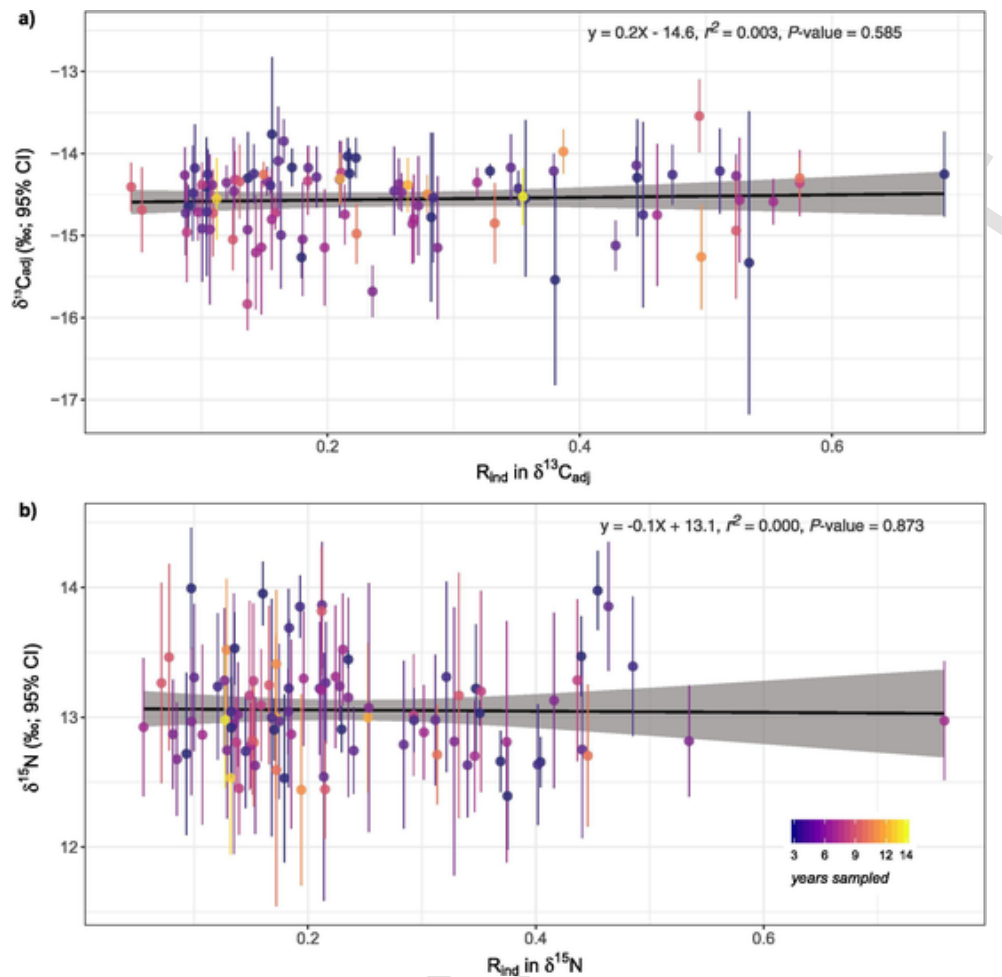 a)
y = 0.2X - 14.6, r² = 0.003, P-value = 0.585
−13
−14
−15
−16
−17
δ¹³Cadj (‰; 95% CI)
0.2 0.4 0.6
Rind in δ¹³Cadj
b)
y = -0.1X + 13.1, r² = 0.000, P-value = 0.873
14
13
12
δ¹⁵N (‰; 95% CI)
3 6 9 12 14
years sampled
0.2 0.4 0.6
Rind in δ¹⁵N